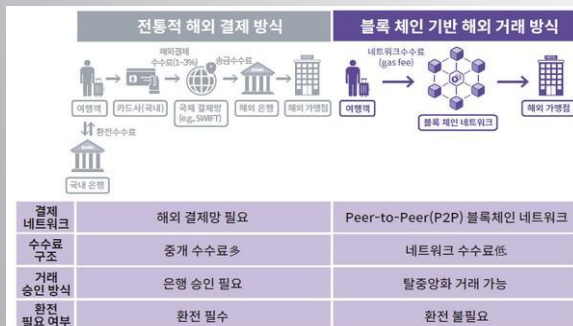 전통적 해외 결제 방식
블록 체인 기반 해외 거래 방식
해외결제
수수료(1~3%)
송금수수료
여행객
카드사(국내)
국제 결제망
(e.g., SWIFT)
해외 은행
해외 가맹점
환전수수료
BANK
국내 은행
네트워크수수료
(gas fee)
여행객
블록 체인 네트워크
해외 가맹점
결제
네트워크
해외 결제망 필요
Peer-to-Peer(P2P) 블록체인 네트워크
수수료
구조
중개 수수료多
네트워크 수수료低
거래
승인 방식
은행 승인 필요
탈중앙화 거래 가능
환전
필요 여부
환전 필수
환전 불필요